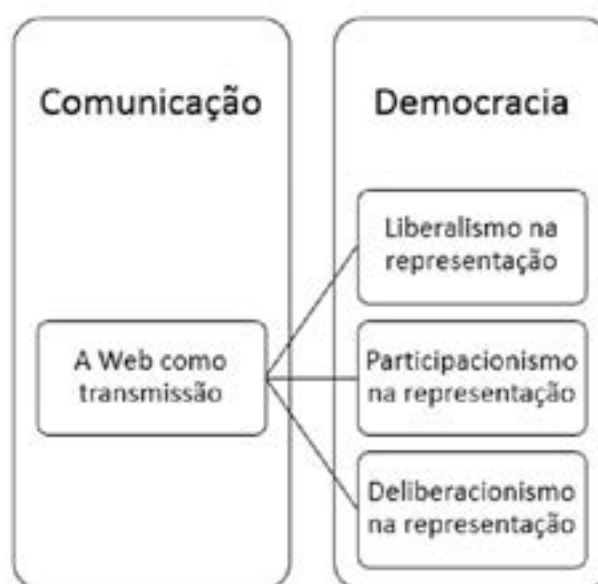 Comunicação
A Web como
transmissão
Democracia
Liberalismo na
representação
Participacionismo
na representação
Deliberacionismo
na representação